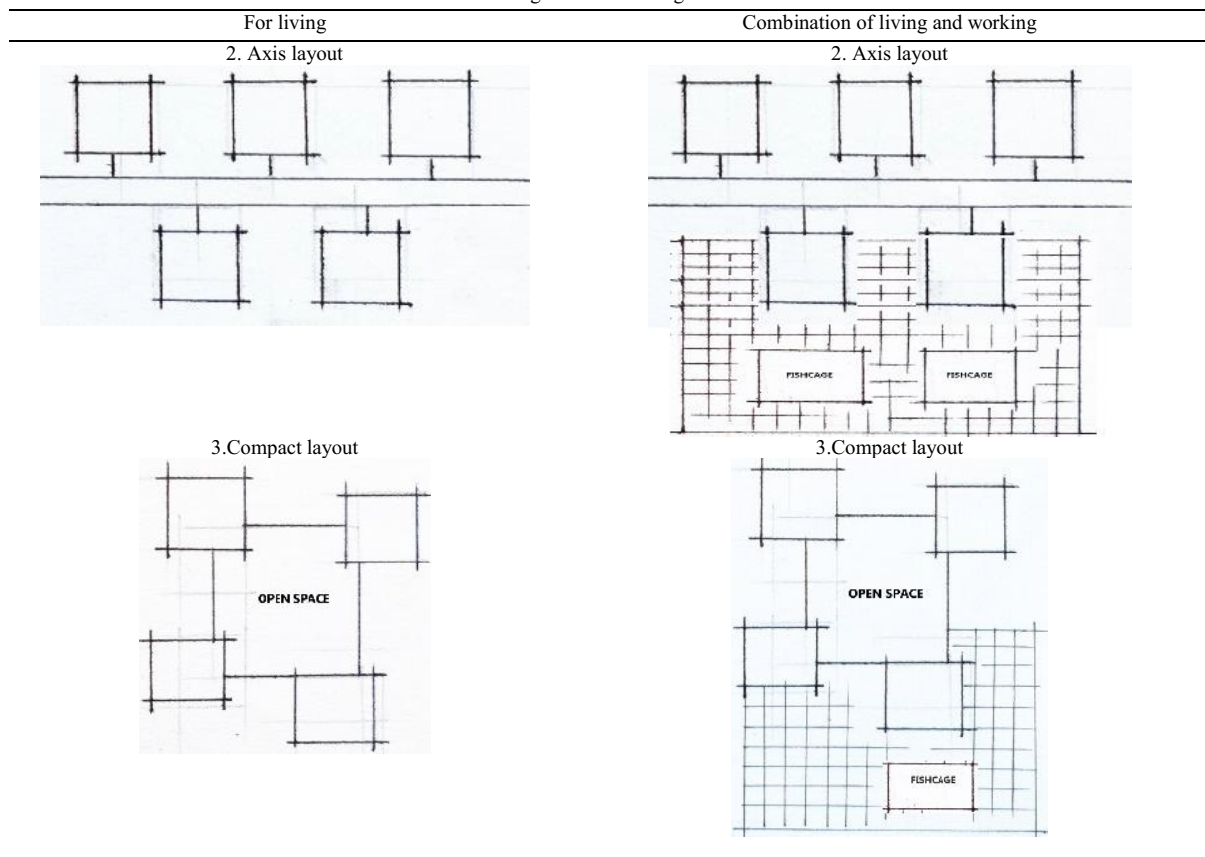 For living Combination of living and working
2. Axis layout 2. Axis layout
FISHCAGE FISHCAGE
3.Compact layout 3.Compact layout
OPEN SPACE OPEN SPACE
FISHCAGE